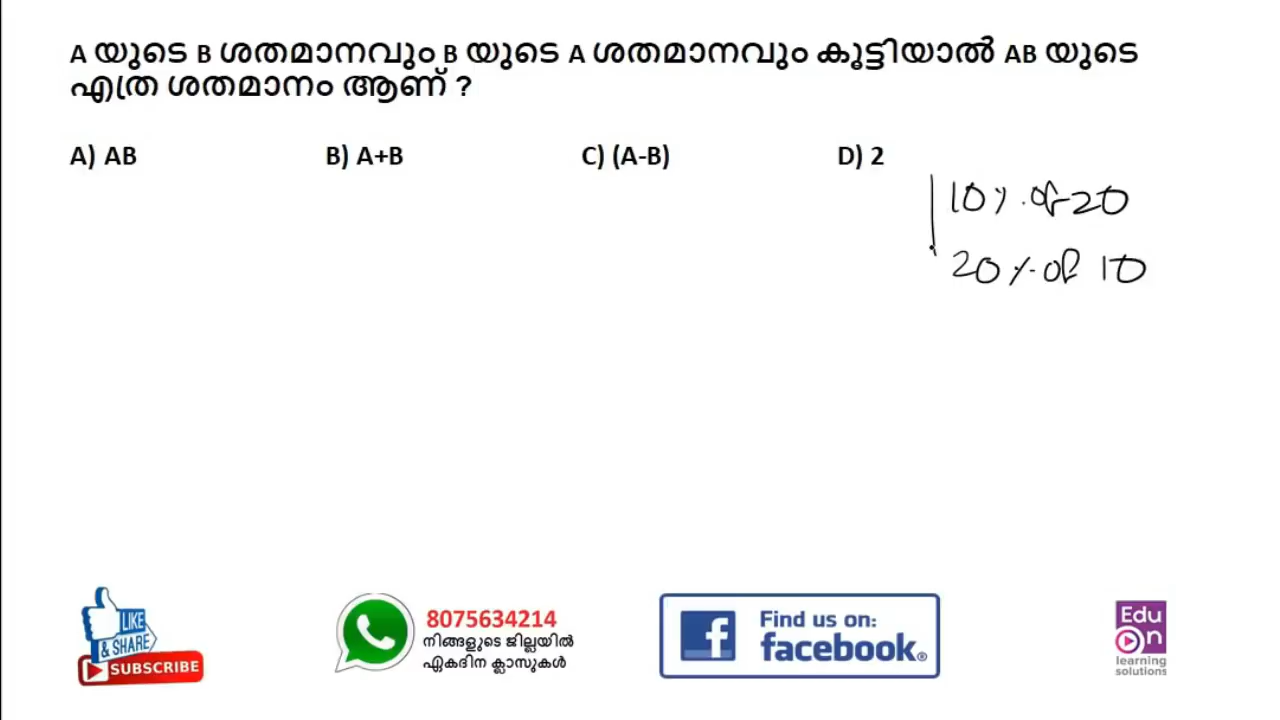 A യുടെ B ശതമാനവും B യുടെ A ശതമാനവും കൂട്ടിയാൽ AB യുടെ
എത്ര ശതമാനം ആണ് ?
A) AB B) A+B C) (A-B) D) 2
10% of 20
20% of 10
LIKE
& SHARE
SUBSCRIBE
8075634214
നിങ്ങളുടെ ജില്ലയിൽ
ഏകദിന ക്ലാസുകൾ
Find us on:
facebook®
Edu
On
learning
solutions